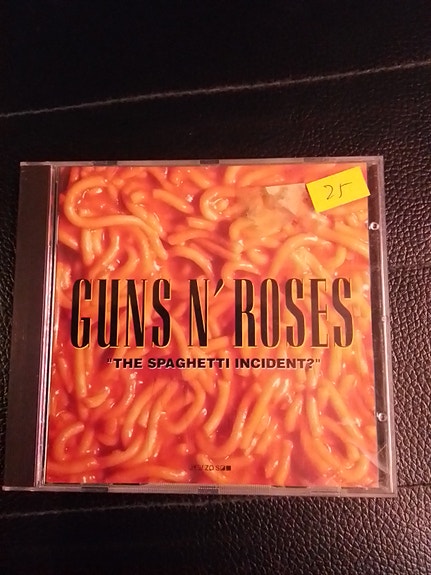 25
GUNS N' ROSES
"THE SPAGHETTI INCIDENT?"